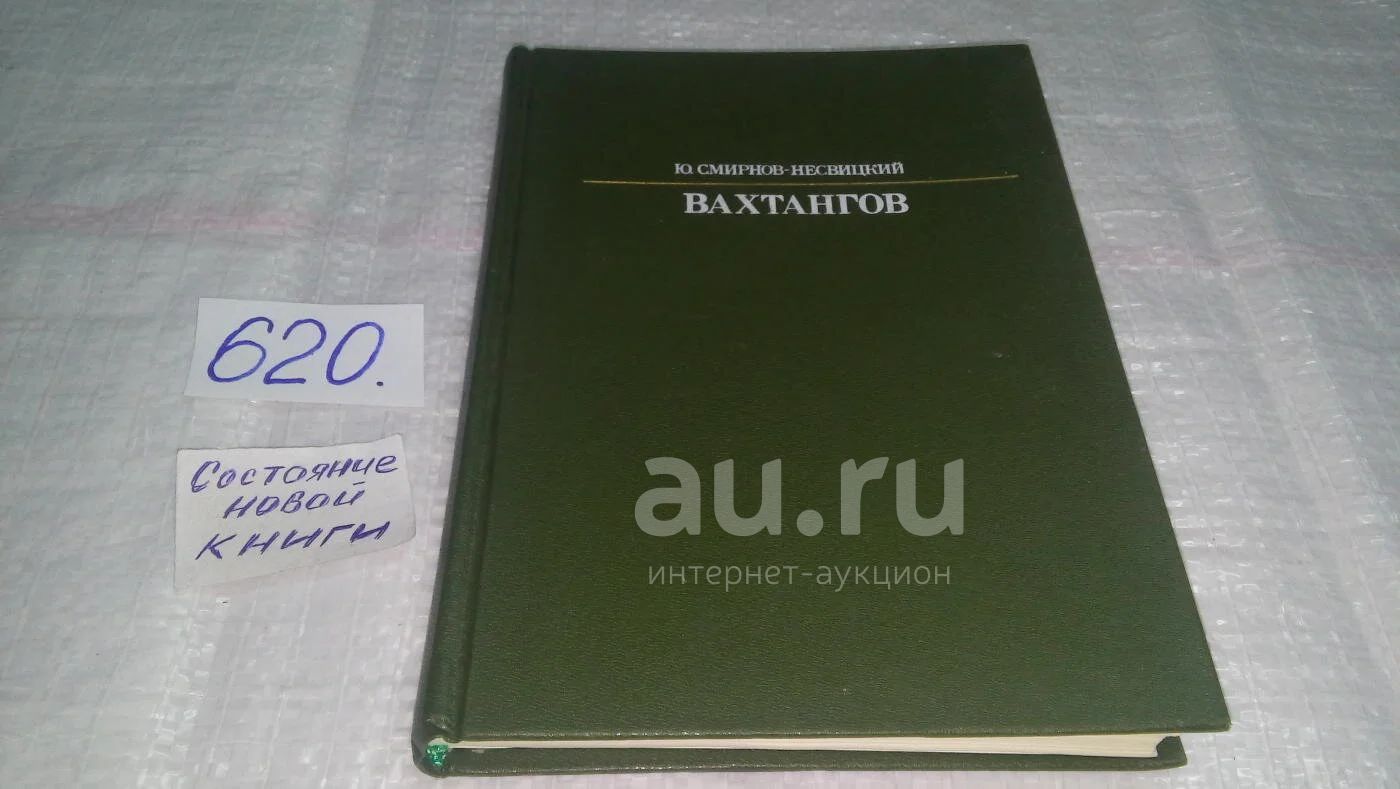 Ю. СМИРНОВ-НЕСВИЦКИЙ
ВАХТАНГОВ
620.
Состояние
новой
книги
au.ru
интернет-аукцион